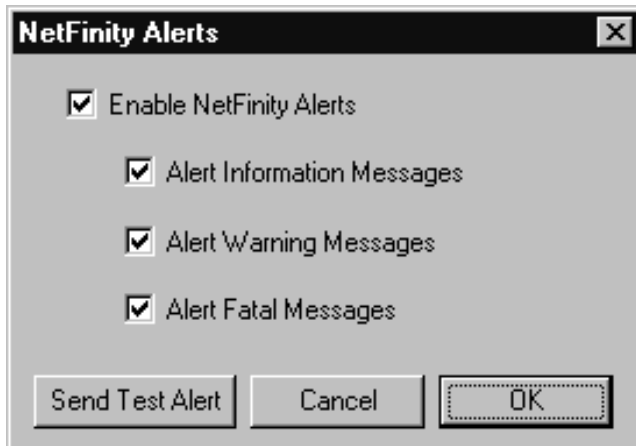 NetFinity Alerts
Enable NetFinity Alerts
Alert Information Messages
Alert Warning Messages
Alert Fatal Messages
Send Test Alert Cancel OK